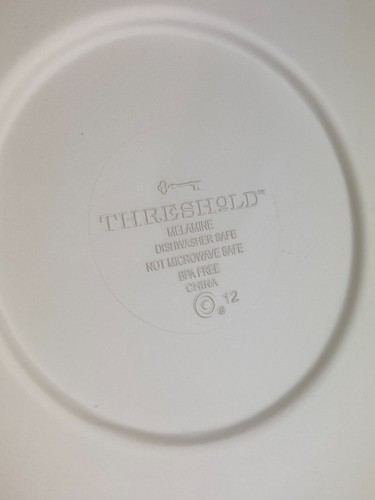 THRESHOLD™
MELAMINE
DISHWASHER SAFE
NOT MICROWAVE SAFE
BPA FREE
CHINA
® 12